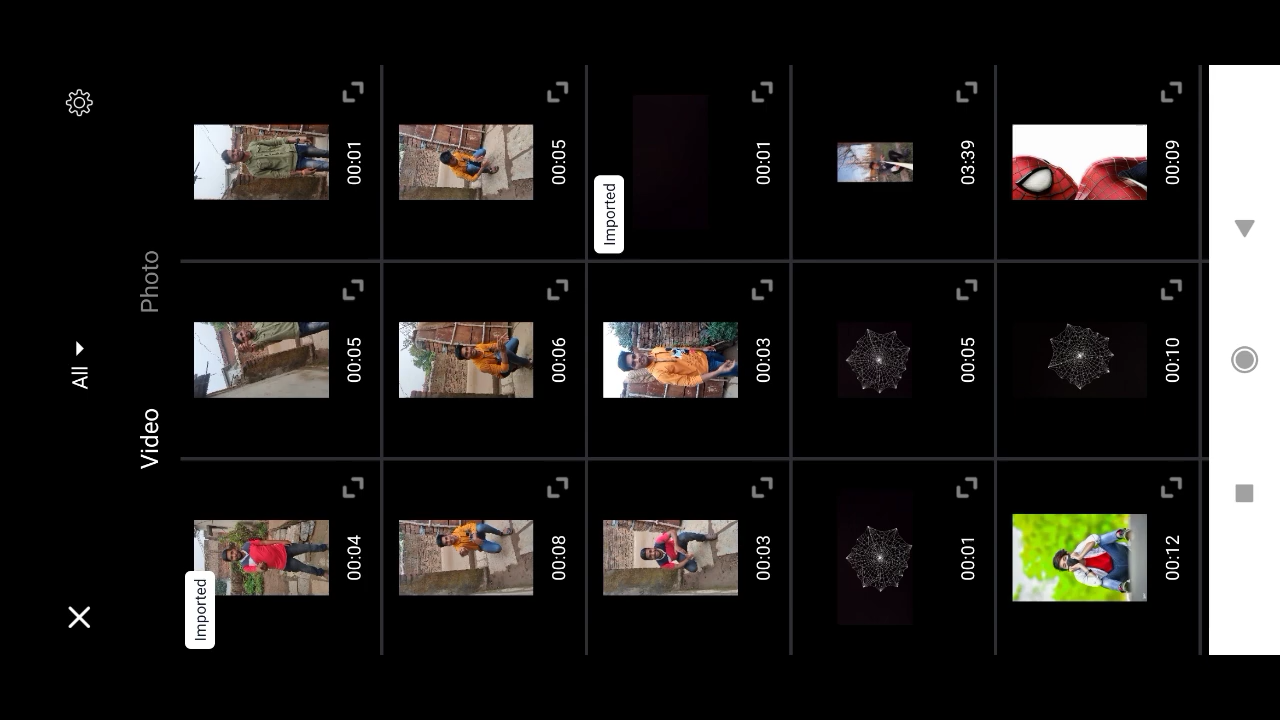 All
Video Photo
Imported
00:04 00:05 00:01
00:08 00:06 00:05
Imported
00:03 00:03 00:01
00:01 00:05 03:39
00:12 00:10 00:09